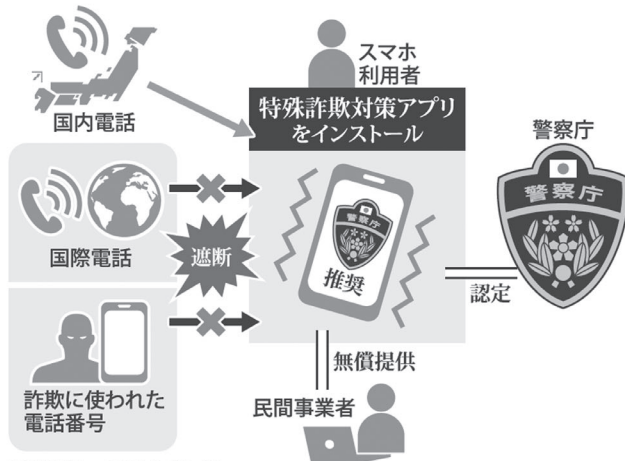 スマホ
利用者
国内電話
特殊詐欺対策アプリ
をインストール
警察庁
警察庁
国際電話
遮断
警察庁
推奨
認定
無償提供
詐欺に使われた
電話番号
民間事業者